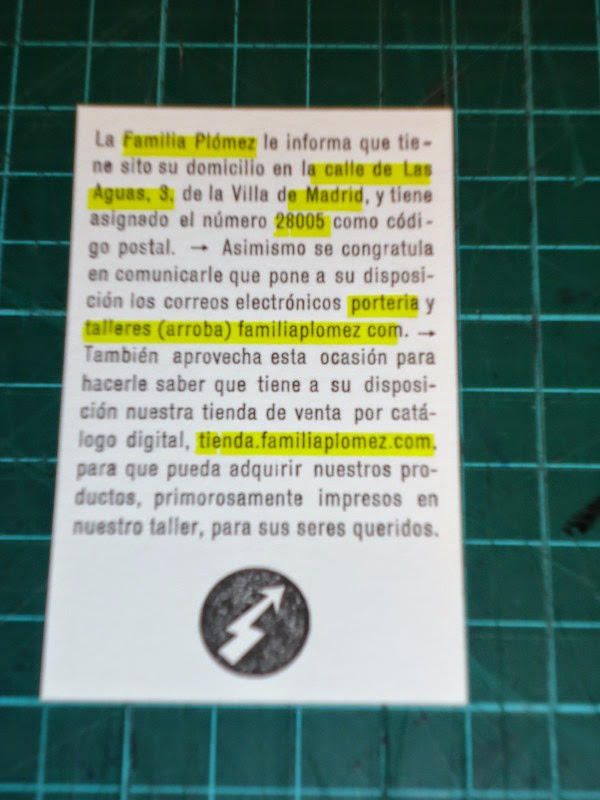 La Familia Plómez le informa que tie-
ne sito su domicilio en la calle de Las
Aguas, 3, de la Villa de Madrid, y tiene
asignado el número 28005 como códi-
go postal. → Asimismo se congratula
en comunicarle que pone a su disposi-
ción los correos electrónicos porteria y
talleres (arroba) familiaplomez com. →
También aprovecha esta ocasión para
hacerle saber que tiene a su disposi-
ción nuestra tienda de venta por catá-
logo digital, tienda.familiaplomez.com,
para que pueda adquirir nuestros pro-
ductos, primorosamente impresos en
nuestro taller, para sus seres queridos.